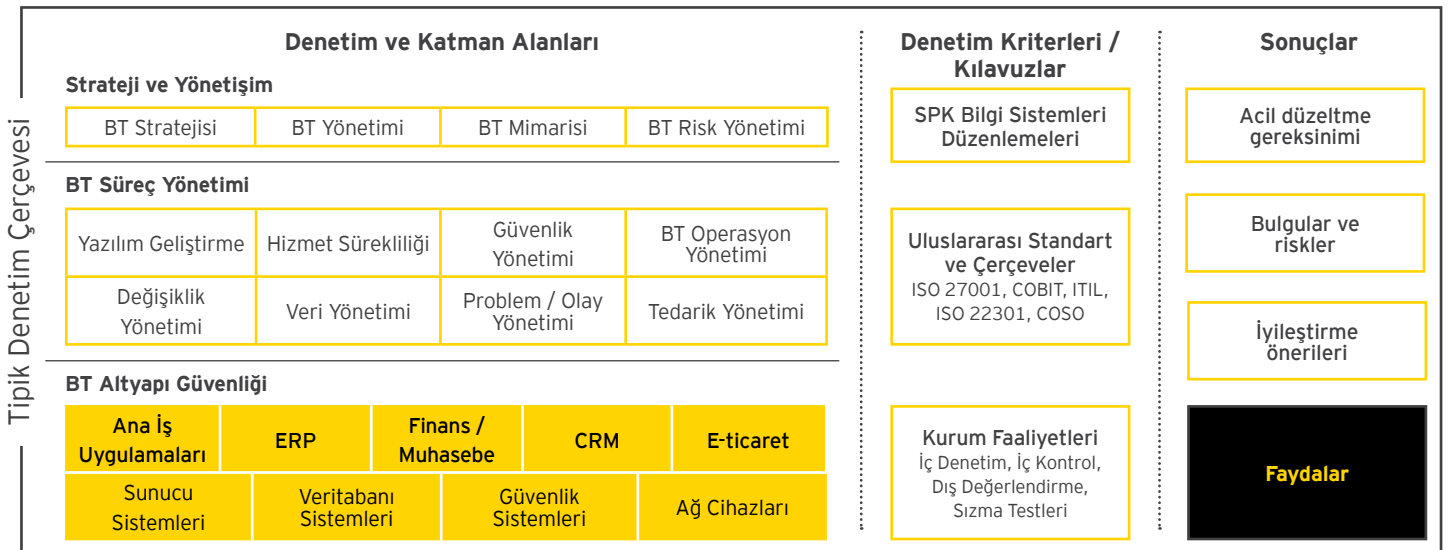 Tipik Denetim Çerçevesi
Denetim ve Katman Alanları
Strateji ve Yönetişim
BT Stratejisi
BT Yönetimi
BT Mimarisi
BT Risk Yönetimi
BT Süreç Yönetimi
Yazılım Geliştirme
Hizmet Sürekliliği
Güvenlik
Yönetimi
BT Operasyon
Yönetimi
Değişiklik
Yönetimi
Veri Yönetimi
Problem / Olay
Yönetimi
Tedarik Yönetimi
BT Altyapı Güvenliği
Ana İş
Uygulamaları
ERP
Finans /
Muhasebe
CRM
E-ticaret
Sunucu
Sistemleri
Veritabanı
Sistemleri
Güvenlik
Sistemleri
Ağ Cihazları
Denetim Kriterleri /
Kılavuzlar
SPK Bilgi Sistemleri
Düzenlemeleri
Uluslararası Standart
ve Çerçeveler
ISO 27001, COBIT, ITIL,
ISO 22301, COSO
Kurum Faaliyetleri
İç Denetim, İç Kontrol,
Dış Değerlendirme,
Sızma Testleri
Sonuçlar
Acil düzeltme
gereksinimi
Bulgular ve
riskler
İyileştirme
önerileri
Faydalar